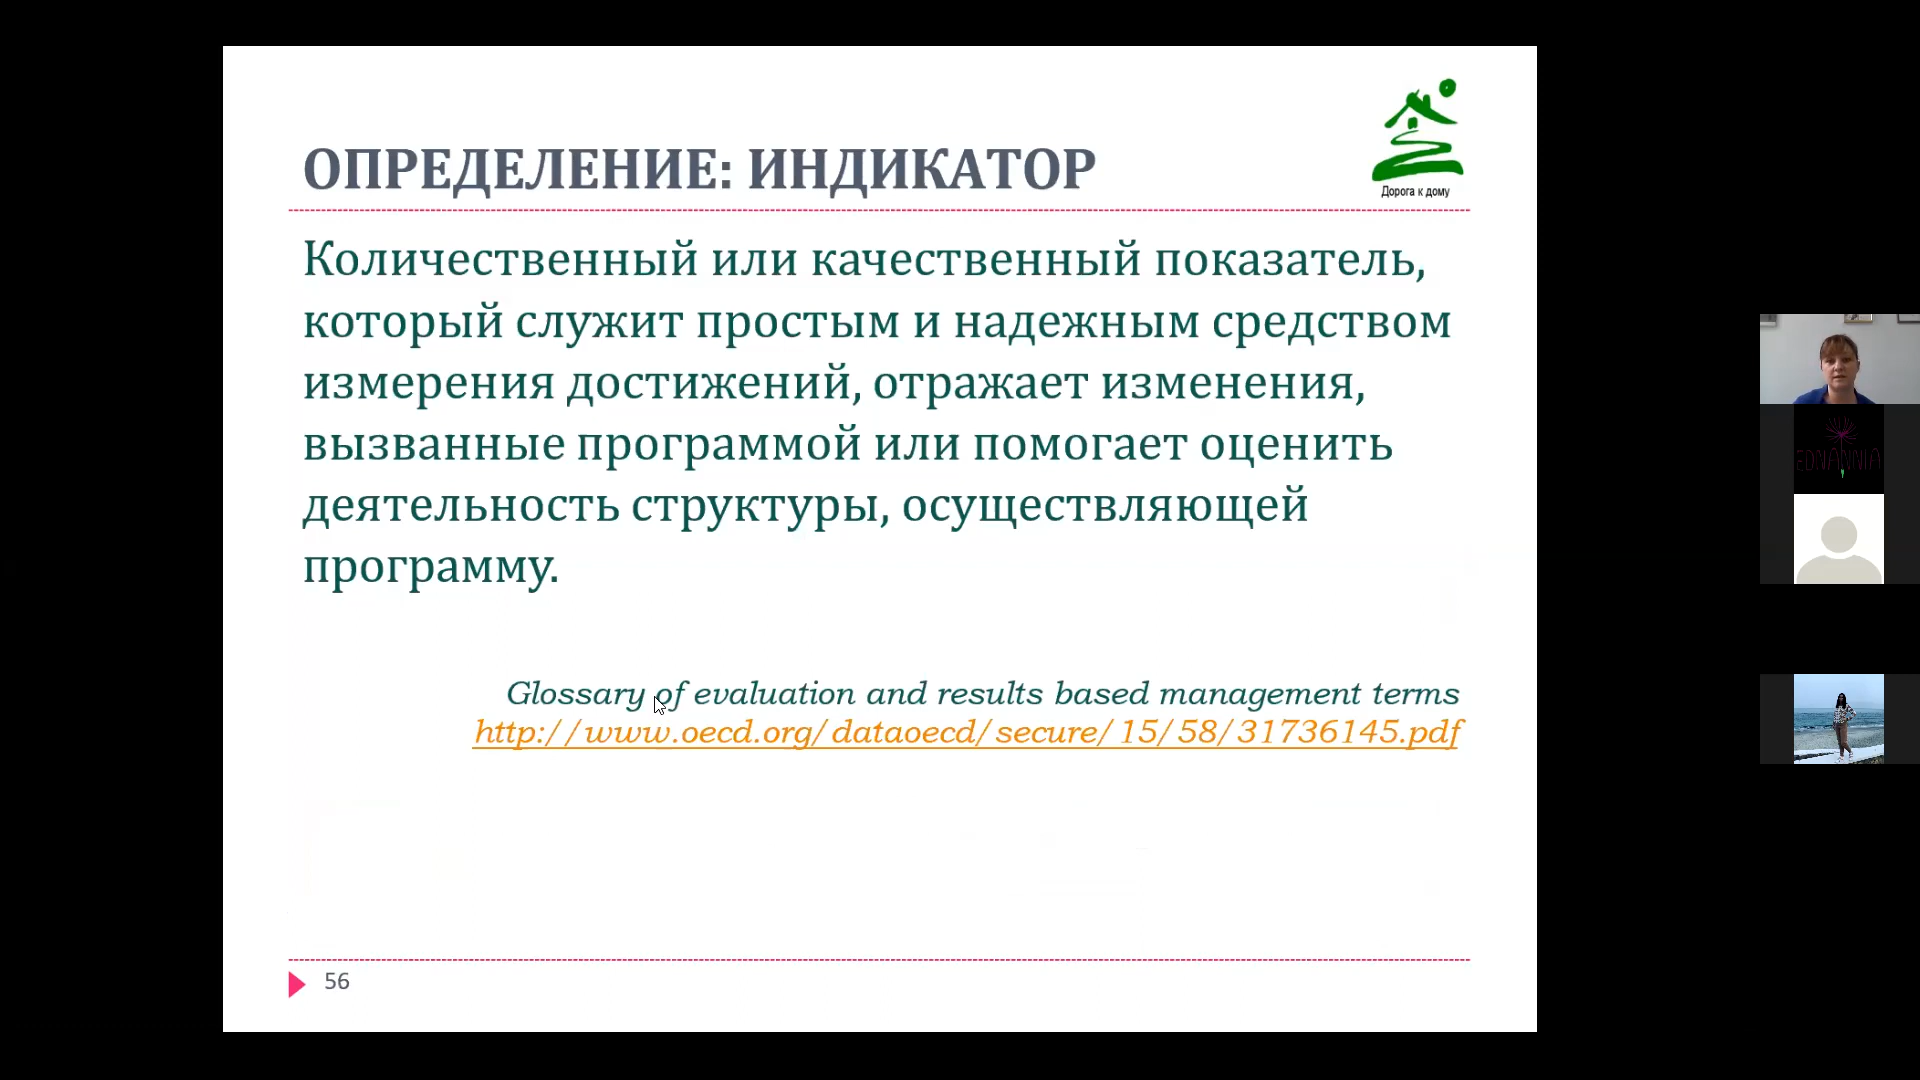 Дорога к дому
ОПРЕДЕЛЕНИЕ: ИНДИКАТОР
Количественный или качественный показатель,
который служит простым и надежным средством
измерения достижений, отражает изменения,
вызванные программой или помогает оценить
деятельность структуры, осуществляющей
программу.
Glossary of evaluation and results based management terms
http://www.oecd.org/dataoecd/secure/15/58/31736145.pdf
56
EDNANNIA